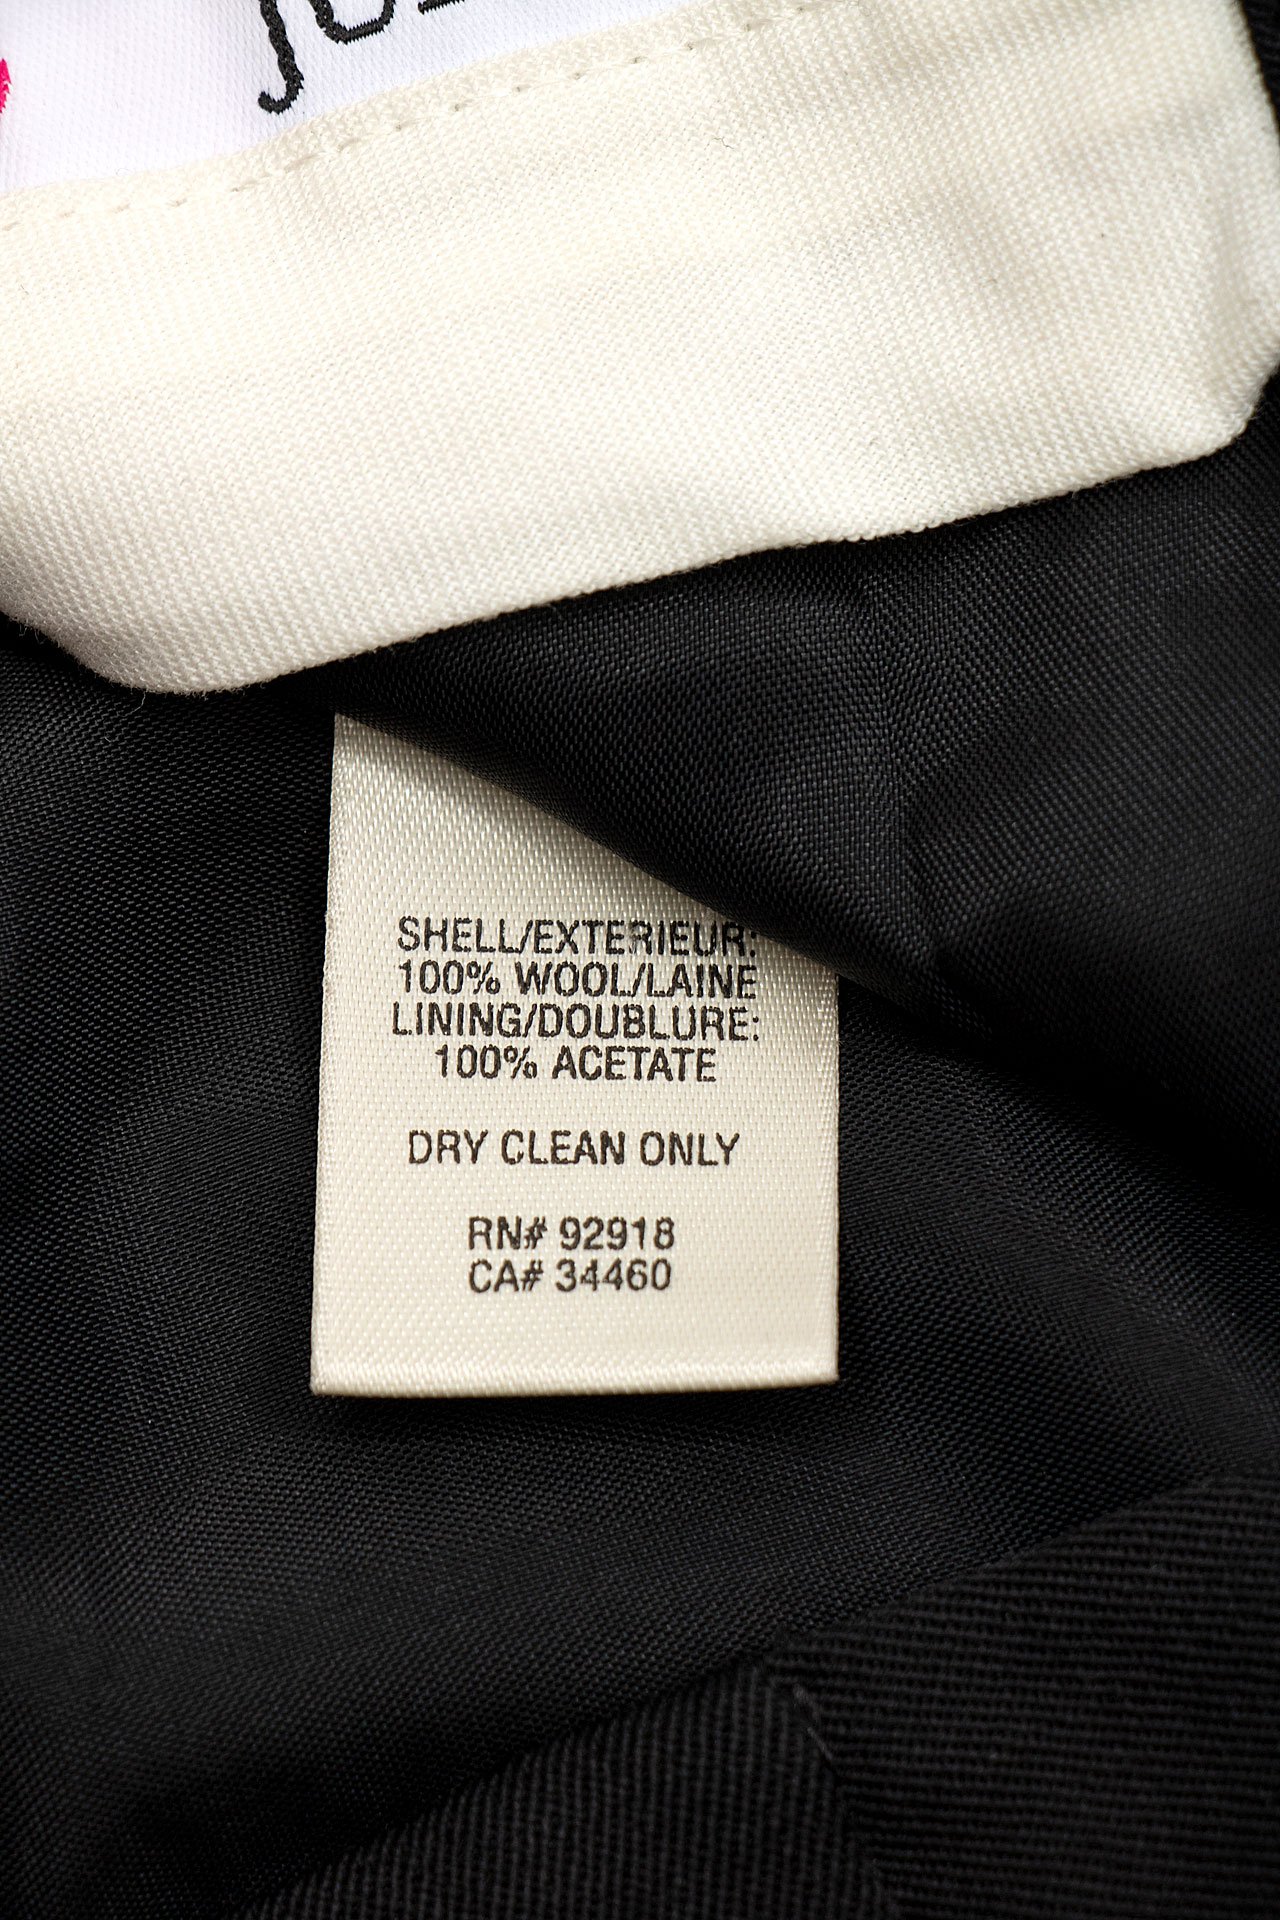 SHELL/EXTERIEUR:
100% WOOL/LAINE
LINING/DOUBLURE:
100% ACETATE
DRY CLEAN ONLY
RN# 92918
CA# 34460